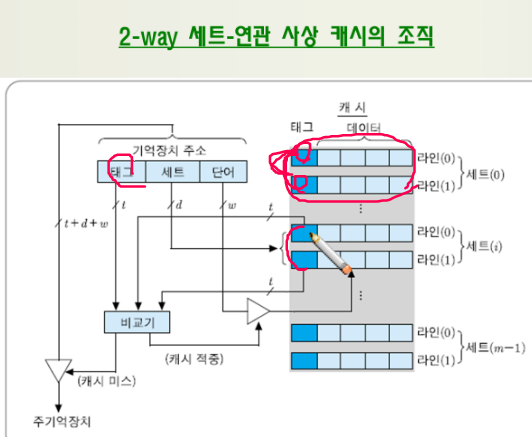 2-way 세트-연관 사상 캐시의 조직
캐 시
태그 데이터
기억장치 주소
태그 세트 단어
라인(0)
라인(1)
세트(0)
t+d+w
t
d
w
t
⋮
라인(0)
라인(1)
세트(i)
t
⋮
비교기
(캐시 적중)
(캐시 미스)
라인(0)
라인(1)
세트(m-1)
주기억장치